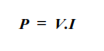 P = V.I